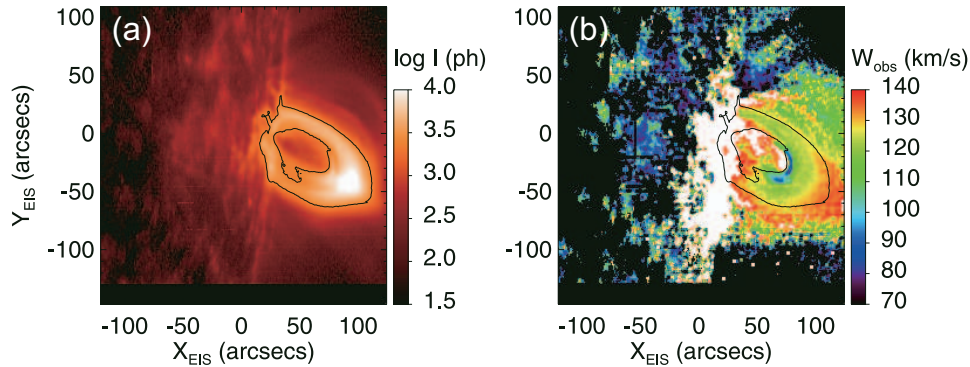 (a)
log I (ph)
100
50
0
-50
-100
Y_EIS (arcsecs)
4.0
3.5
3.0
2.5
2.0
1.5
-100 -50 0 50 100
X_EIS (arcsecs)
(b)
W_obs (km/s)
100
50
0
-50
-100
140
130
120
110
100
90
80
70
-100 -50 0 50 100
X_EIS (arcsecs)